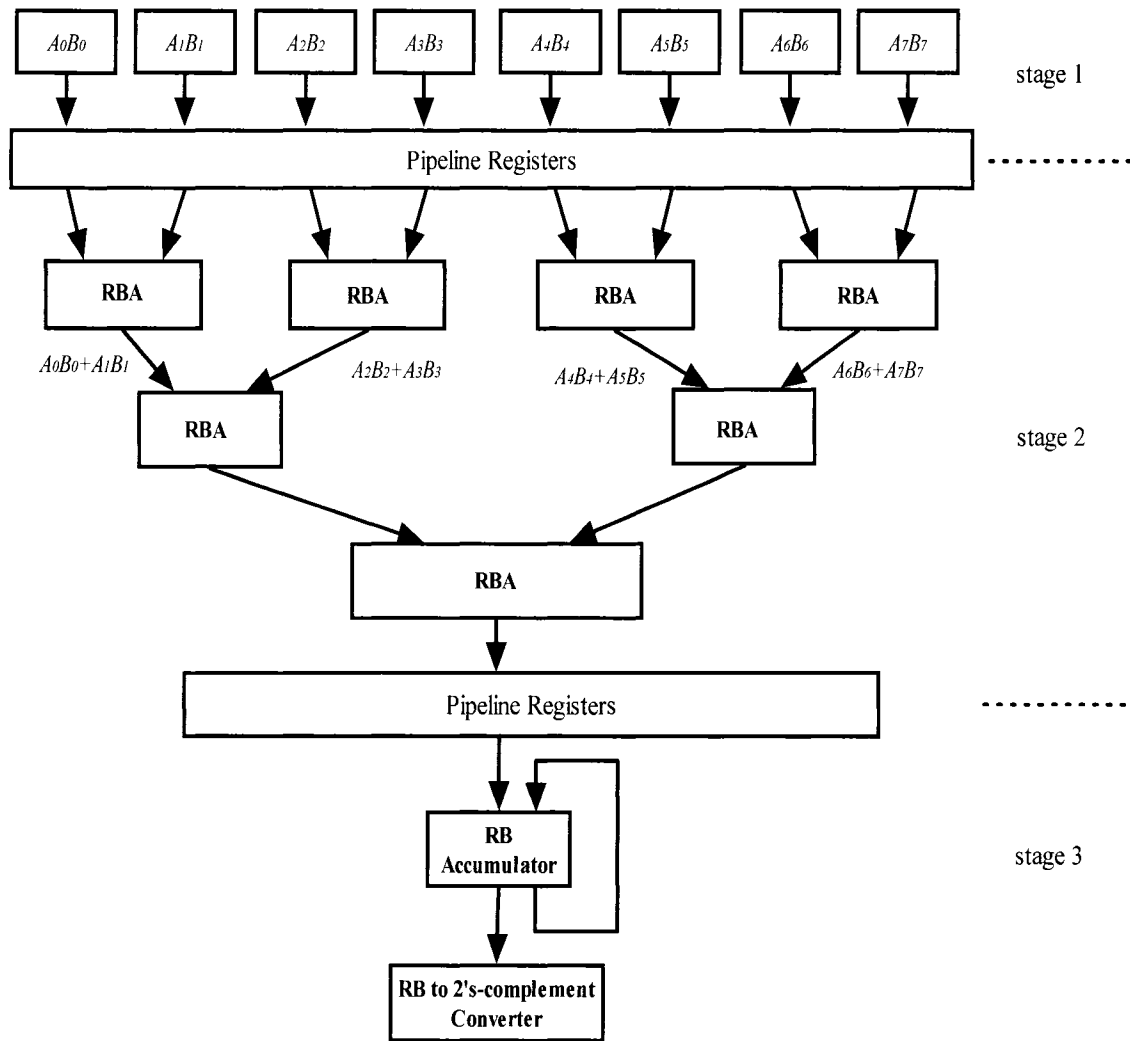 A0B0 A1B1 A2B2 A3B3 A4B4 A5B5 A6B6 A7B7
stage 1
Pipeline Registers
RBA RBA RBA RBA
A0B0+A1B1 A2B2+A3B3 A4B4+A5B5 A6B6+A7B7
RBA RBA
stage 2
RBA
Pipeline Registers
RB
Accumulator
stage 3
RB to 2's-complement
Converter